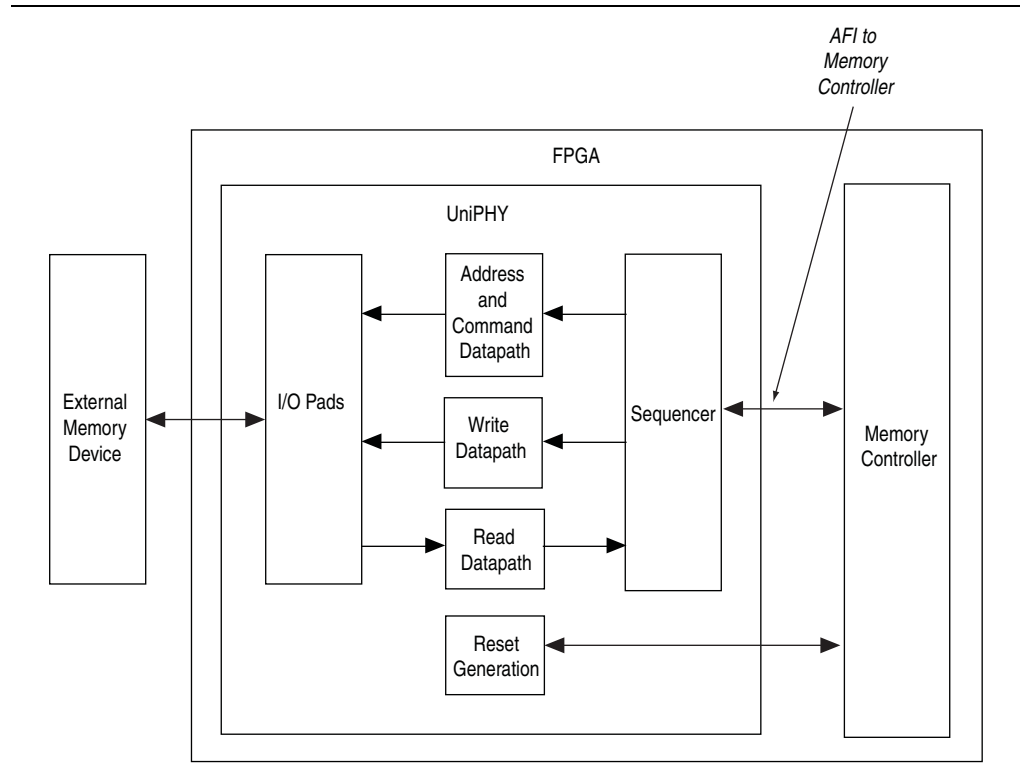 AFI to
Memory
Controller
FPGA
UniPHY
Address
and
Command
Datapath
External
Memory
Device
I/O Pads
Write
Datapath
Sequencer
Memory
Controller
Read
Datapath
Reset
Generation